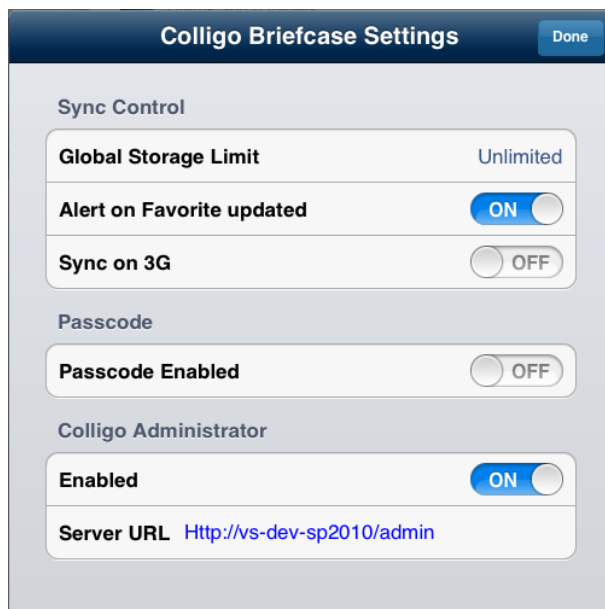 Colligo Briefcase Settings
Done
Sync Control
Global Storage Limit Unlimited
Alert on Favorite updated ON
Sync on 3G OFF
Passcode
Passcode Enabled OFF
Colligo Administrator
Enabled ON
Server URL Http://vs-dev-sp2010/admin